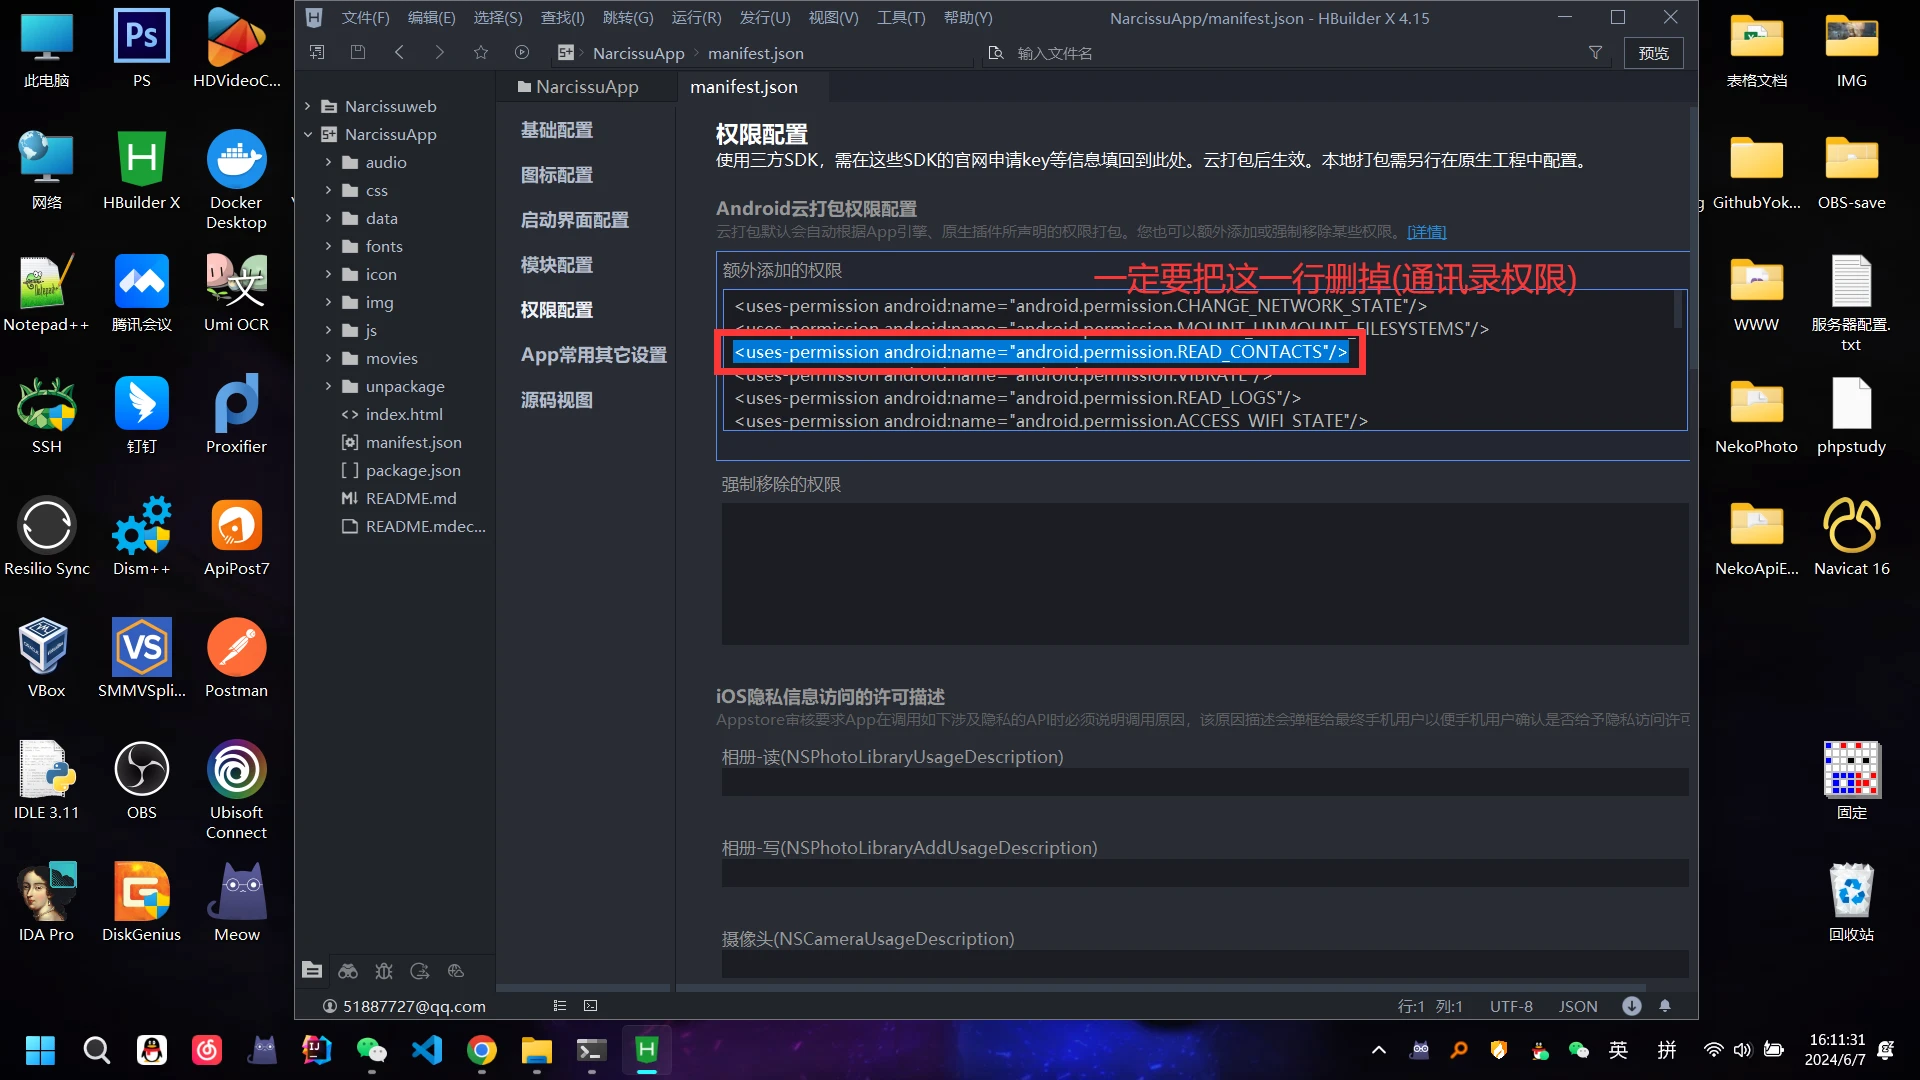 此电脑
PS
HDVideoC...
网络
HBuilder X
Docker
Desktop
Notepad++
腾讯会议
Umi OCR
SSH
钉钉
Proxifier
Resilio Sync
Dism++
ApiPost7
VBox
SMMVSpli...
Postman
IDLE 3.11
OBS
Ubisoft
Connect
IDA Pro
DiskGenius
Meow
文件(F) 编辑(E) 选择(S) 查找(I) 跳转(G) 运行(R) 发行(U) 视图(V) 工具(T) 帮助(Y)
NarcissuApp/manifest.json - HBuilder X 4.15
NarcissuApp
manifest.json
输入文件名
预览
Narcissuweb
NarcissuApp
audio
css
data
fonts
icon
img
js
movies
unpackage
index.html
manifest.json
package.json
README.md
README.mdec...
NarcissuApp
manifest.json
基础配置
图标配置
启动界面配置
模块配置
权限配置
App常用其它设置
源码视图
权限配置
使用三方SDK，需在这些SDK的官网申请key等信息填回到此处。云打包后生效。本地打包需另行在原生工程中配置。
Android云打包权限配置
云打包默认会自动根据App引擎、原生插件所声明的权限打包。您也可以额外添加或强制移除某些权限。[详情]
额外添加的权限
一定要把这一行删掉(通讯录权限)
<uses-permission android:name="android.permission.CHANGE_NETWORK_STATE"/>
<uses-permission android:name="android.permission.MOUNT_UNMOUNT_FILESYSTEMS"/>
<uses-permission android:name="android.permission.READ_CONTACTS"/>
<uses-permission android:name="android.permission.VIBRATE"/>
<uses-permission android:name="android.permission.READ_LOGS"/>
<uses-permission android:name="android.permission.ACCESS_WIFI_STATE"/>
强制移除的权限
iOS隐私信息访问的许可描述
Appstore审核要求App在调用如下涉及隐私的API时必须说明调用原因，该原因描述会弹框给最终手机用户以便手机用户确认是否给予隐私访问许可
相册-读(NSPhotoLibraryUsageDescription)
相册-写(NSPhotoLibraryAddUsageDescription)
摄像头(NSCameraUsageDescription)
51887727@qq.com
行:1 列:1
UTF-8
JSON
表格文档
IMG
g
GithubYok...
OBS-save
WWW
服务器配置.
txt
NekoPhoto
phpstudy
NekoApiE...
Navicat 16
固定
回收站
英
拼
16:11:31
2024/6/7